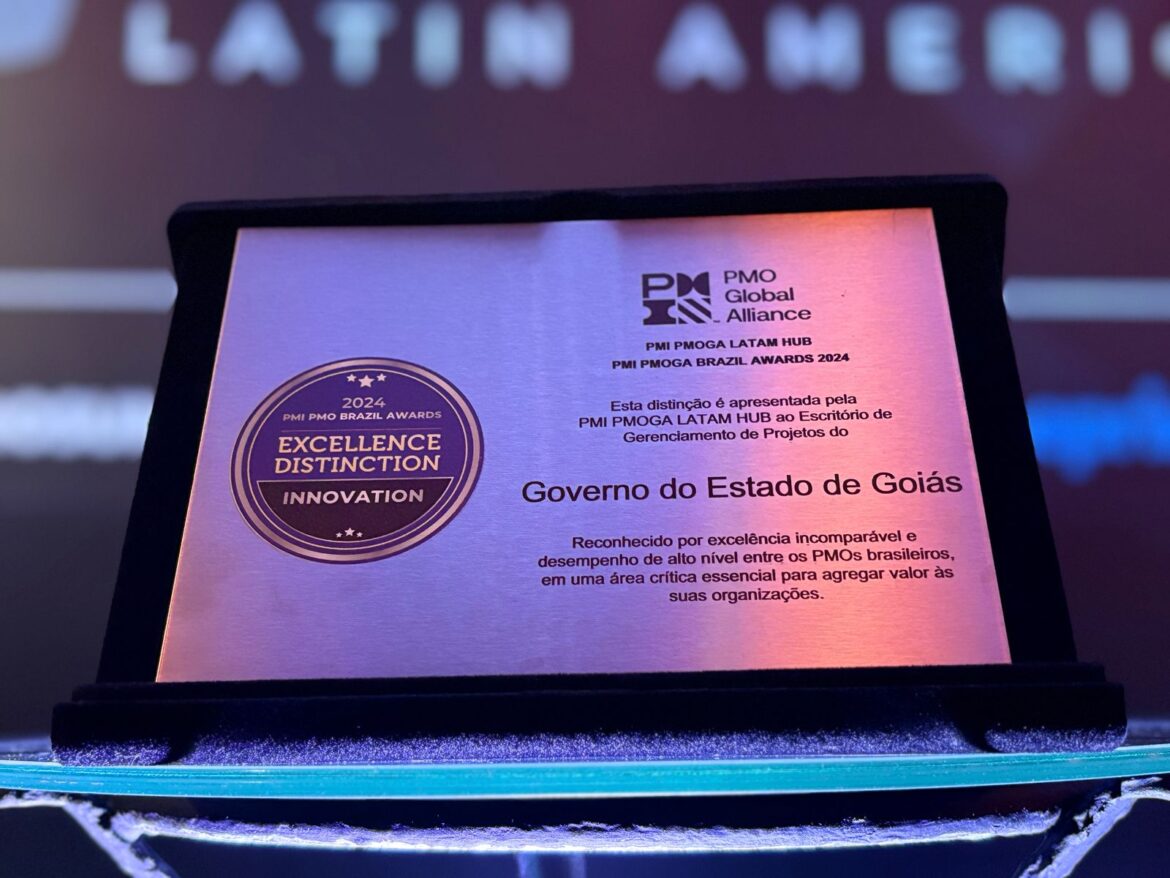 LATIN AMERI
PMI
PMO
Global
Alliance
PMI PMOGA LATAM HUB
PMI PMOGA BRAZIL AWARDS 2024
2024
PMI PMO BRAZIL AWARDS
EXCELLENCE
DISTINCTION
INNOVATION
Esta distinção é apresentada pela
PMI PMOGA LATAM HUB ao Escritório de
Gerenciamento de Projetos do
Governo do Estado de Goiás
Reconhecido por excelência incomparável e
desempenho de alto nível entre os PMOs brasileiros,
em uma área crítica essencial para agregar valor às
suas organizações.